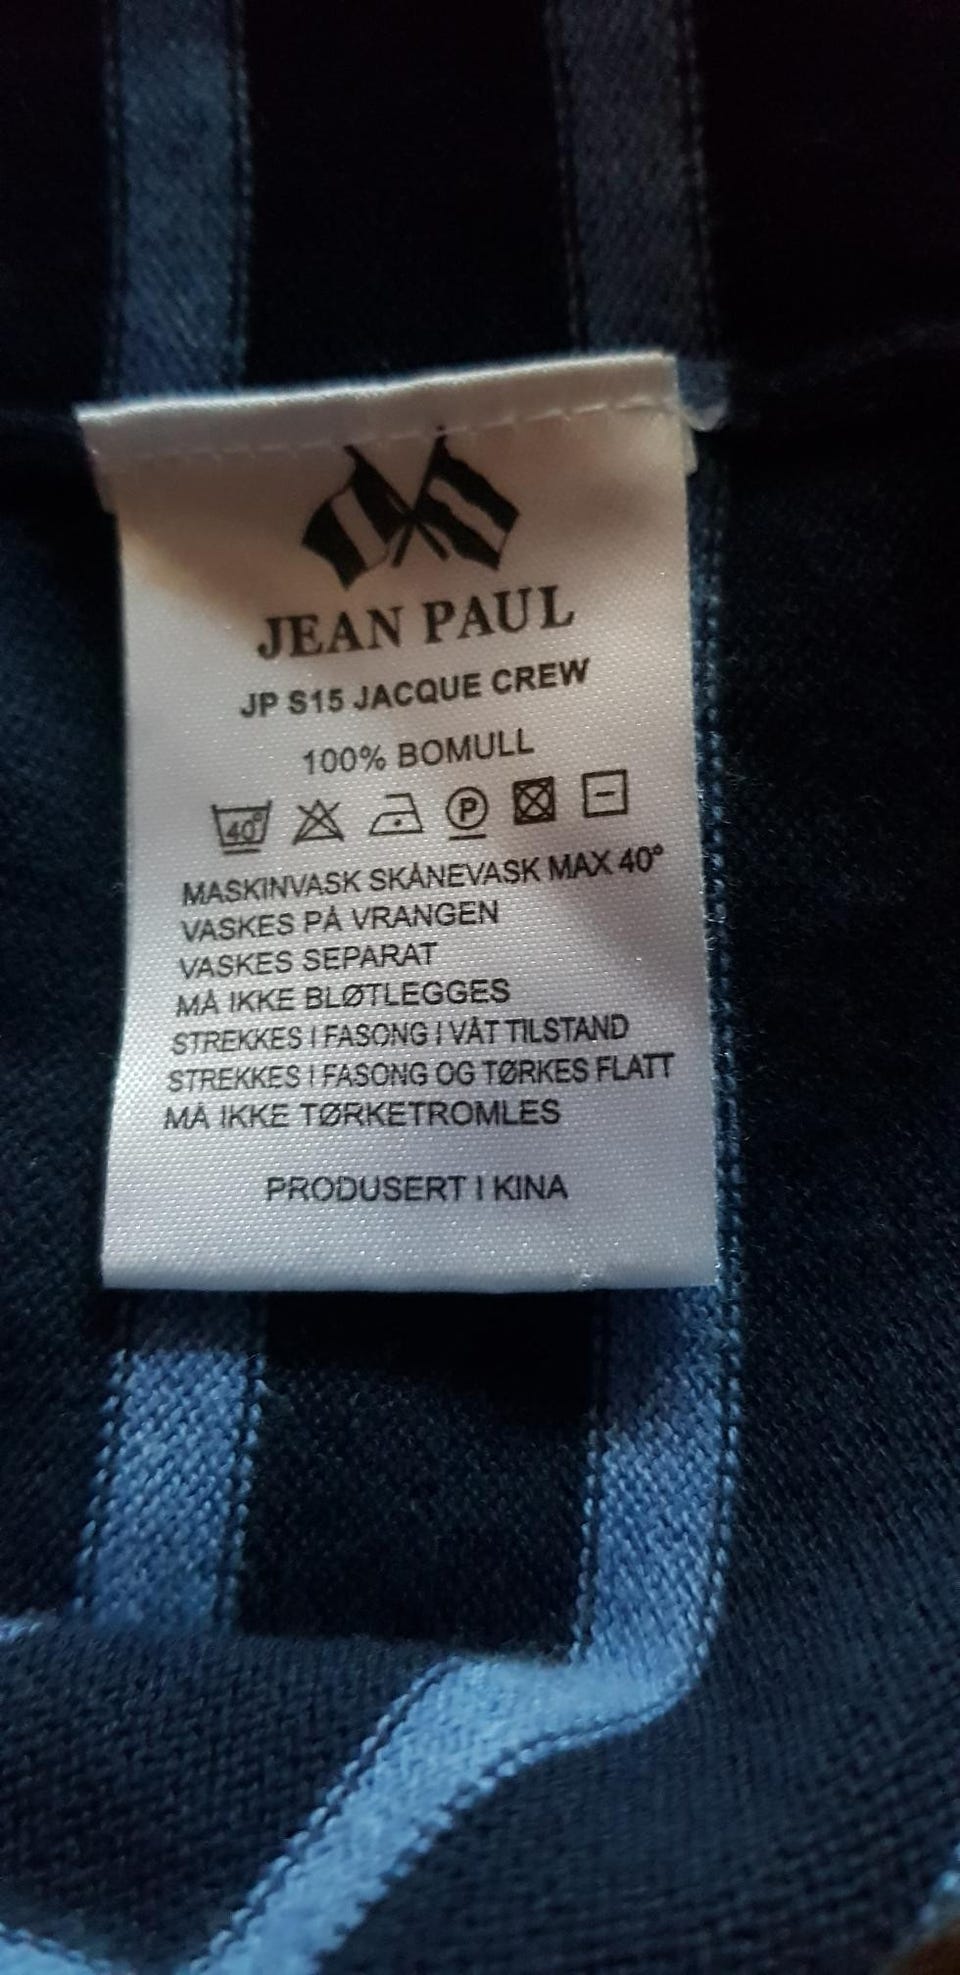 JEAN PAUL
JP S15 JACQUE CREW
100% BOMULL
40° P
MASKINVASK SKÅNEVASK MAX 40°
VASKES PÅ VRANGEN
VASKES SEPARAT
MÅ IKKE BLØTLEGGES
STREKKES I FASONG I VÅT TILSTAND
STREKKES I FASONG OG TØRKES FLATT
MÅ IKKE TØRKETROMLES
PRODUSERT I KINA